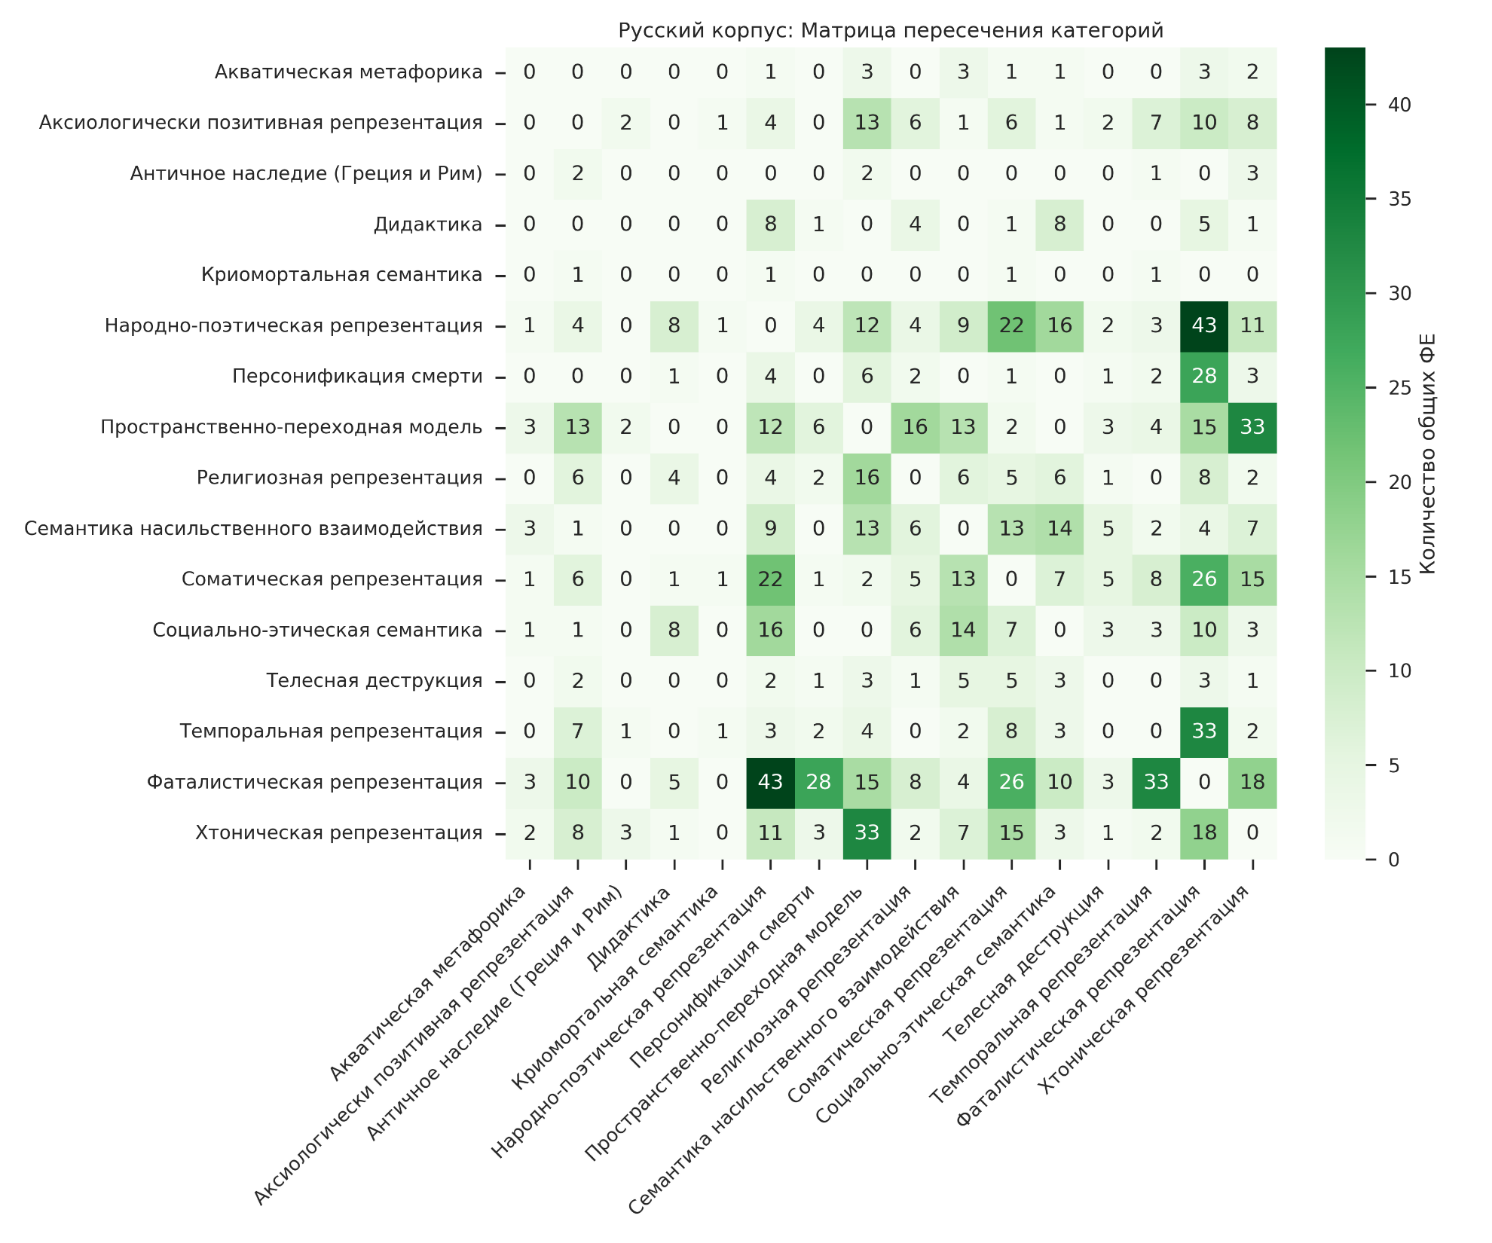 Русский корпус: Матрица пересечения категорий
Акватическая метафорика 0 0 0 0 0 1 0 3 0 3 1 1 0 0 3 2
Аксиологически позитивная репрезентация 0 0 2 0 1 4 0 13 6 1 6 1 2 7 10 8
Античное наследие (Греция и Рим) 0 2 0 0 0 0 0 2 0 0 0 0 0 1 0 3
Дидактика 0 0 0 0 0 8 1 0 4 0 1 8 0 0 5 1
Криомортальная семантика 0 1 0 0 0 1 0 0 0 0 1 0 0 1 0 0
Народно-поэтическая репрезентация 1 4 0 8 1 0 4 12 4 9 22 16 2 3 43 11
Персонификация смерти 0 0 0 1 0 4 0 6 2 0 1 0 1 2 28 3
Пространственно-переходная модель 3 13 2 0 0 12 6 0 16 13 2 0 3 4 15 33
Религиозная репрезентация 0 6 0 4 0 4 2 16 0 6 5 6 1 0 8 2
Семантика насильственного взаимодействия 3 1 0 0 0 9 0 13 6 0 13 14 5 2 4 7
Соматическая репрезентация 1 6 0 1 1 22 1 2 5 13 0 7 5 8 26 15
Социально-этическая семантика 1 1 0 8 0 16 0 0 6 14 7 0 3 3 10 3
Телесная деструкция 0 2 0 0 0 2 1 3 1 5 5 3 0 0 3 1
Темпоральная репрезентация 0 7 1 0 1 3 2 4 0 2 8 3 0 0 33 2
Фаталистическая репрезентация 3 10 0 5 0 43 28 15 8 4 26 10 3 33 0 18
Хтоническая репрезентация 2 8 3 1 0 11 3 33 2 7 15 3 1 2 18 0
Акватическая метафорика
Аксиологически позитивная репрезентация
Античное наследие (Греция и Рим)
Дидактика
Криомортальная семантика
Народно-поэтическая репрезентация
Персонификация смерти
Пространственно-переходная модель
Религиозная репрезентация
Семантика насильственного взаимодействия
Соматическая репрезентация
Социально-этическая семантика
Телесная деструкция
Темпоральная репрезентация
Фаталистическая репрезентация
Хтоническая репрезентация
40
35
30
25
20
15
10
5
0
Количество общих ФЕ